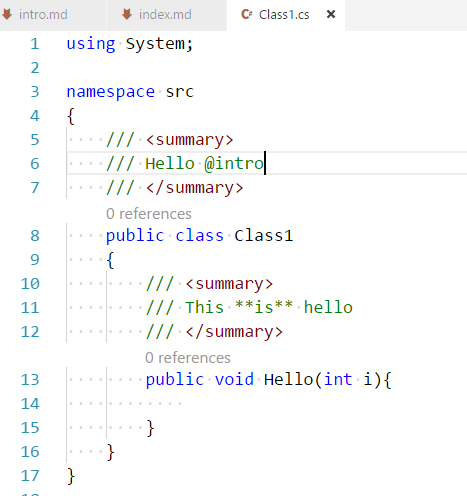 intro.md index.md C# Class1.cs ×
1 using System;
2
3 namespace src
4 {
5 /// <summary>
6 /// Hello @intro
7 /// </summary>
0 references
8 public class Class1
9 {
10 /// <summary>
11 /// This **is** hello
12 /// </summary>
0 references
13 public void Hello(int i){
14
15 }
16 }
17 }